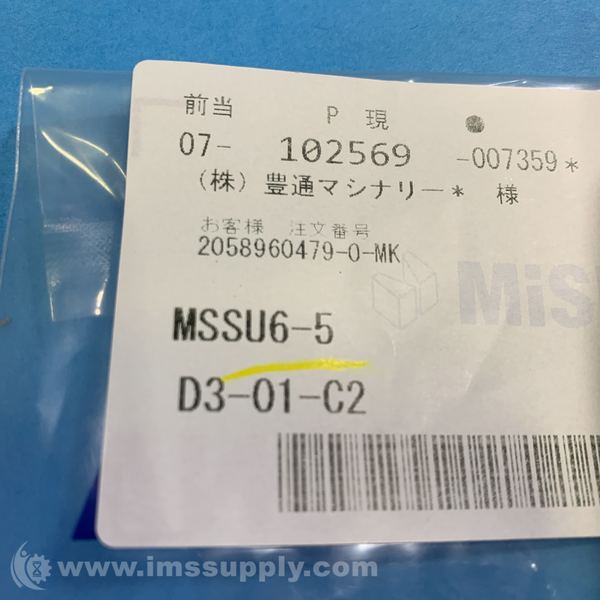 前当 P 現
07- 102569 -007359*
（株）豊通マシナリー* 様
お客様 注文番号
2058960479-0-MK
MiS
MSSU6-5
D3-01-C2
www.imssupply.com